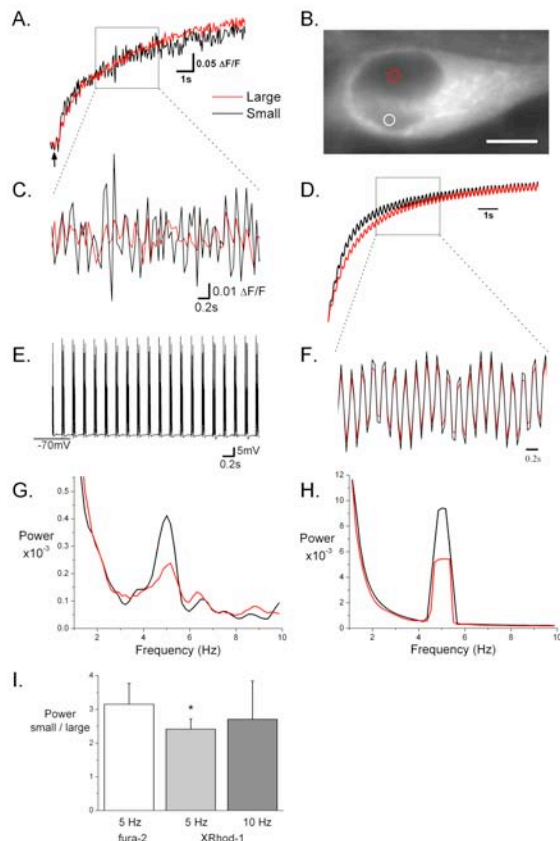 A.
0.05 ΔF/F
1s
Large
Small
B.
C.
0.01 ΔF/F
0.2s
D.
1s
E.
-70mV
5mV
0.2s
F.
0.2s
G.
0.5
0.4
0.3
0.2
0.1
0.0
Power
x10-3
2 4 6 8 10
Frequency (Hz)
H.
12
10
8
6
4
2
0
Power
x10-3
2 4 6 8 10
Frequency (Hz)
I.
4
3
2
1
0
Power
small / large
*
5 Hz 5 Hz 10 Hz
fura-2 XRhod-1